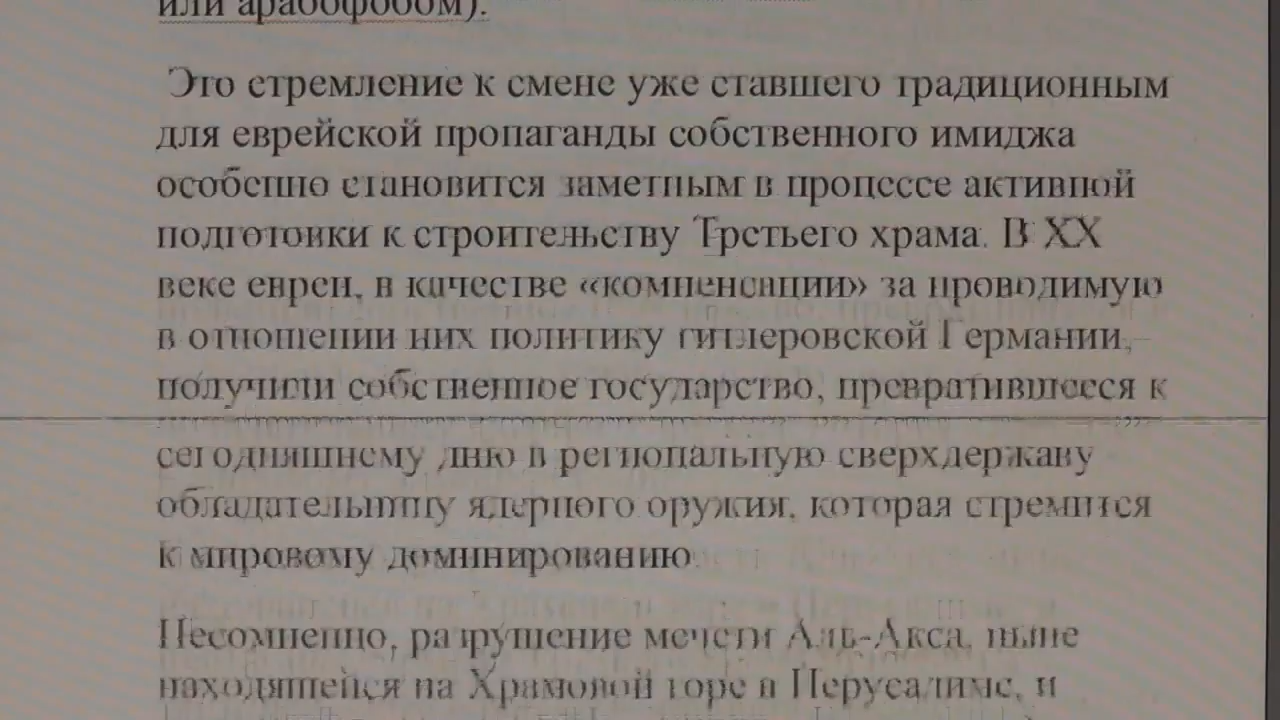 или арабофобом).
Это стремление к смене уже ставшего традиционным
для еврейской пропаганды собственного имиджа
особенно становится заметным в процессе активной
подготовки к строительству Третьего храма. В XX
веке евреи, в качестве «компенсации» за проводимую
в отношении них политику гитлеровской Германии,
получили собственное государство, превратившееся к
сегодняшнему дню в региональную сверхдержаву
обладательницу ядерного оружия, которая стремится
к мировому доминированию.
Несомненно, разрушение мечети Аль-Акса, ныне
находящейся на Храмовой горе в Иерусалиме, и